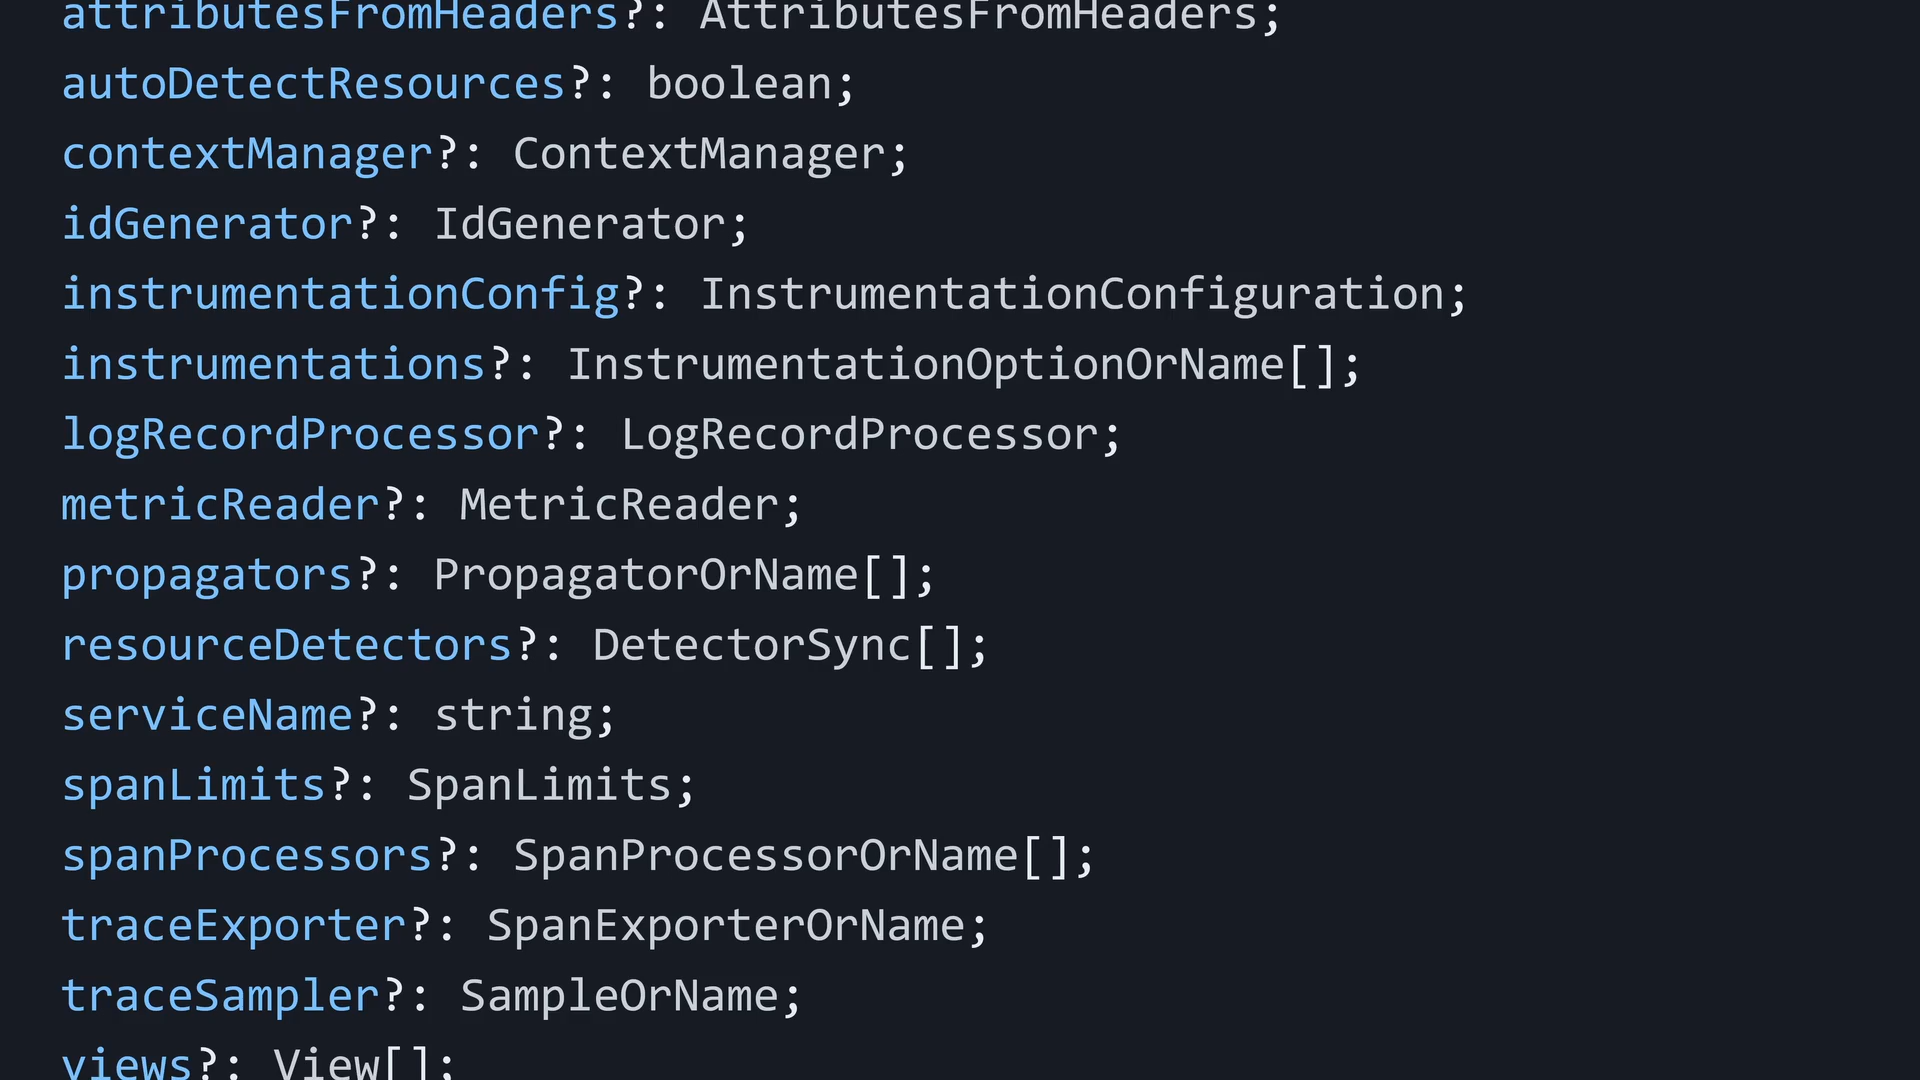 attributesFromHeaders?: AttributesFromHeaders;
autoDetectResources?: boolean;
contextManager?: ContextManager;
idGenerator?: IdGenerator;
instrumentationConfig?: InstrumentationConfiguration;
instrumentations?: InstrumentationOptionOrName[];
logRecordProcessor?: LogRecordProcessor;
metricReader?: MetricReader;
propagators?: PropagatorOrName[];
resourceDetectors?: DetectorSync[];
serviceName?: string;
spanLimits?: SpanLimits;
spanProcessors?: SpanProcessorOrName[];
traceExporter?: SpanExporterOrName;
traceSampler?: SampleOrName;
views?: View[];